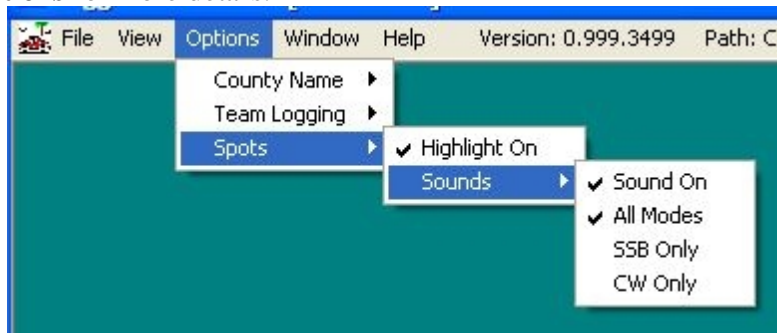 File View Options Window Help Version: 0.999.3499 Path: C
County Name
Team Logging
Spots
Highlight On
Sounds
Sound On
All Modes
SSB Only
CW Only